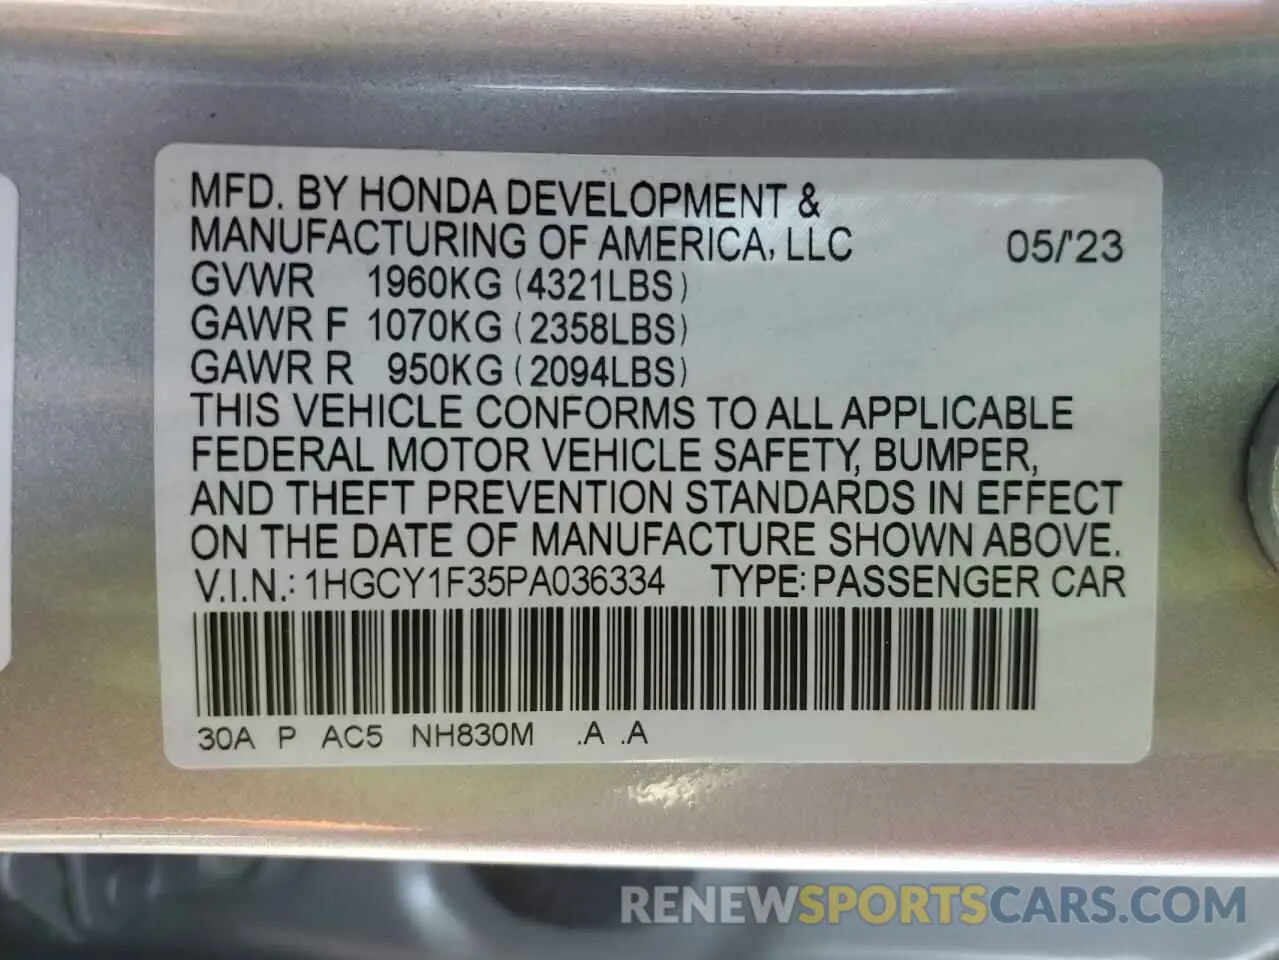 MFD. BY HONDA DEVELOPMENT &
MANUFACTURING OF AMERICA, LLC 05/'23
GVWR 1960KG (4321LBS)
GAWR F 1070KG (2358LBS)
GAWR R 950KG (2094LBS)
THIS VEHICLE CONFORMS TO ALL APPLICABLE
FEDERAL MOTOR VEHICLE SAFETY, BUMPER,
AND THEFT PREVENTION STANDARDS IN EFFECT
ON THE DATE OF MANUFACTURE SHOWN ABOVE.
V.I.N.: 1HGCY1F35PA036334 TYPE: PASSENGER CAR
30A P AC5 NH830M .A .A
RENEWSPORTSCARS.COM